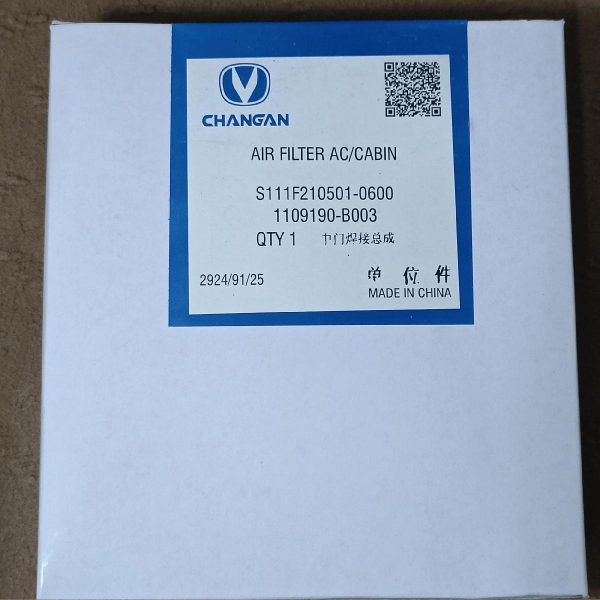 CHANGAN
AIR FILTER AC/CABIN
S111F210501-0600
1109190-B003
QTY 1 中门焊接总成
2924/91/25
单 位 件
MADE IN CHINA